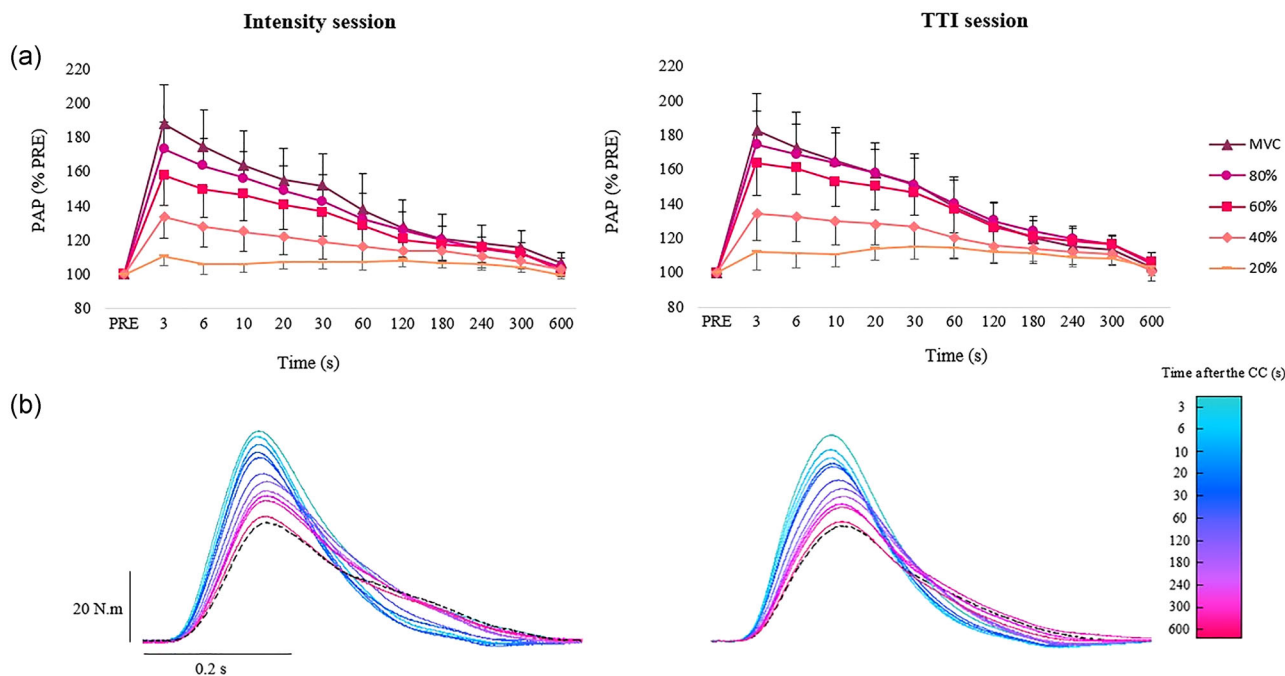 Intensity session
TTI session
(a)
PAP (% PRE)
220
200
180
160
140
120
100
80
PRE 3 6 10 20 30 60 120 180 240 300 600
Time (s)
PAP (% PRE)
220
200
180
160
140
120
100
80
PRE 3 6 10 20 30 60 120 180 240 300 600
Time (s)
MVC
80%
60%
40%
20%
(b)
20 N.m
0.2 s
Time after the CC (s)
3
6
10
20
30
60
120
180
240
300
600